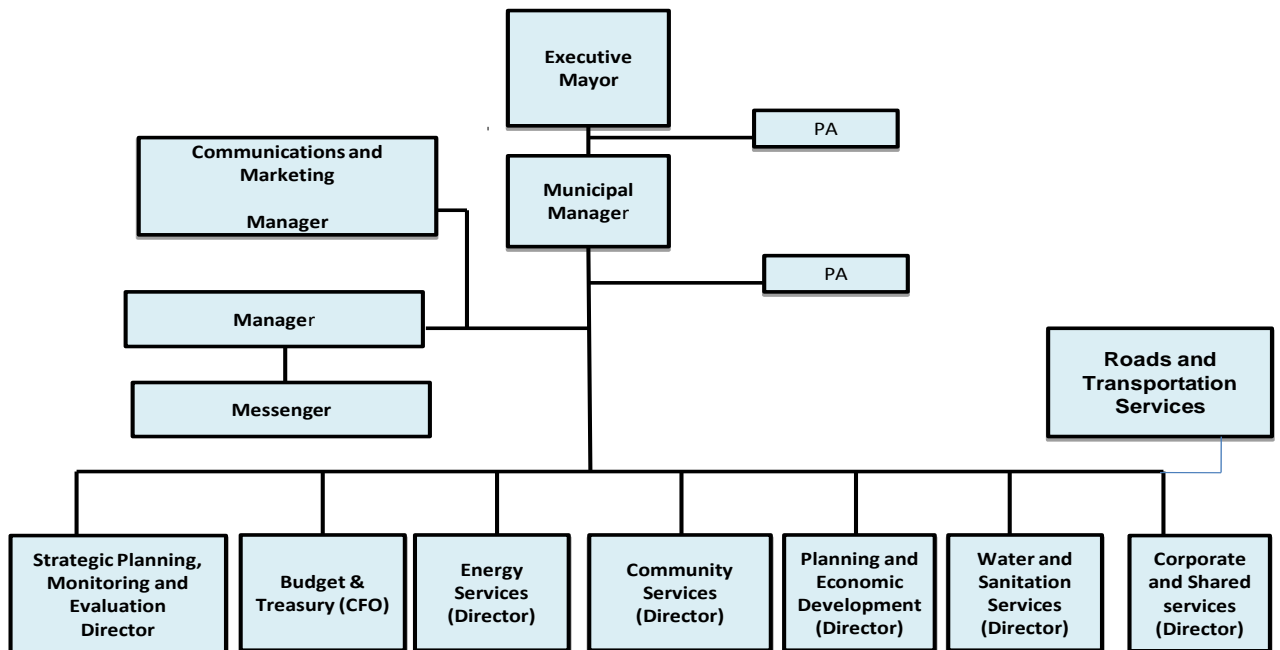 Executive
Mayor
PA
Communications and
Marketing
Manager
Municipal
Manager
PA
Manager
Messenger
Roads and
Transportation
Services
Strategic Planning,
Monitoring and
Evaluation
Director
Budget &
Treasury (CFO)
Energy
Services
(Director)
Community
Services
(Director)
Planning and
Economic
Development
(Director)
Water and
Sanitation
Services
(Director)
Corporate
and Shared
services
(Director)